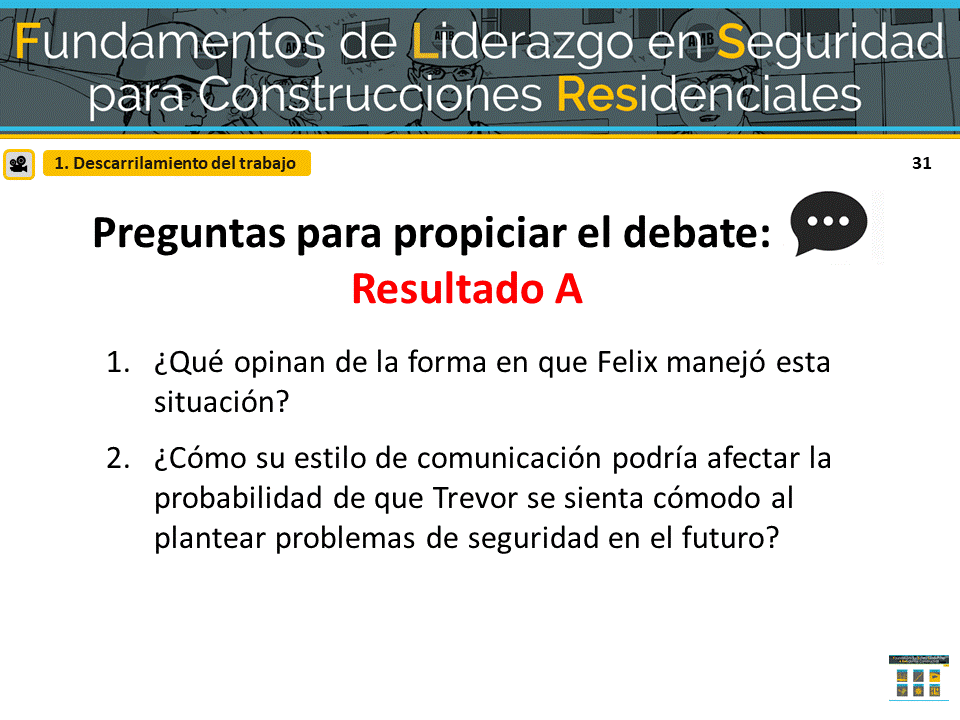 Fundamentos de Liderazgo en Seguridad
para Construcciones Residenciales
1. Descarrilamiento del trabajo
31
Preguntas para propiciar el debate:
Resultado A
1. ¿Qué opinan de la forma en que Felix manejó esta
situación?
2. ¿Cómo su estilo de comunicación podría afectar la
probabilidad de que Trevor se sienta cómodo al
plantear problemas de seguridad en el futuro?